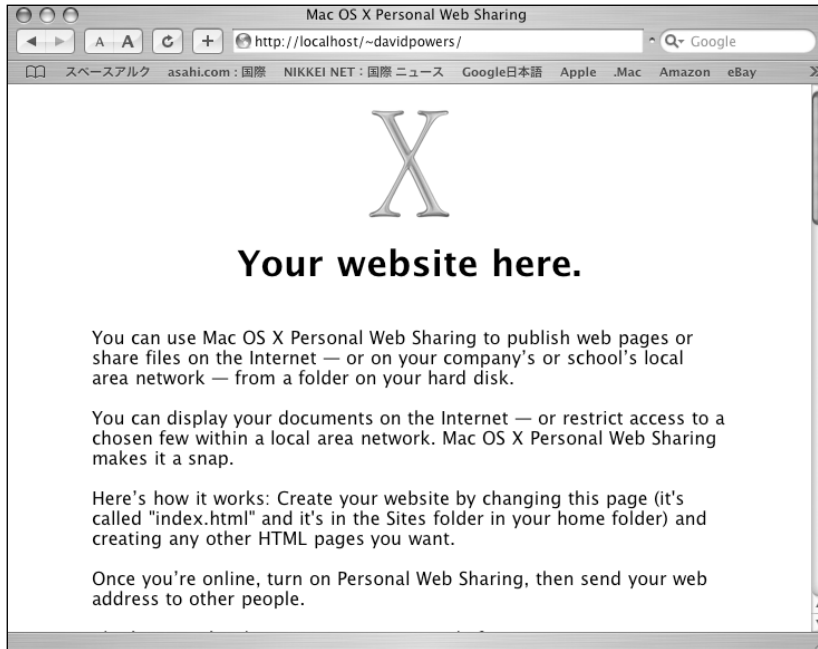 Mac OS X Personal Web Sharing
A A
http://localhost/~davidpowers/
Google
スペースアルク asahi.com : 国際 NIKKEI NET : 国際 ニュース Google日本語 Apple .Mac Amazon eBay
X
Your website here.
You can use Mac OS X Personal Web Sharing to publish web pages or
share files on the Internet — or on your company’s or school’s local
area network — from a folder on your hard disk.
You can display your documents on the Internet — or restrict access to a
chosen few within a local area network. Mac OS X Personal Web Sharing
makes it a snap.
Here’s how it works: Create your website by changing this page (it's
called "index.html" and it's in the Sites folder in your home folder) and
creating any other HTML pages you want.
Once you’re online, turn on Personal Web Sharing, then send your web
address to other people.